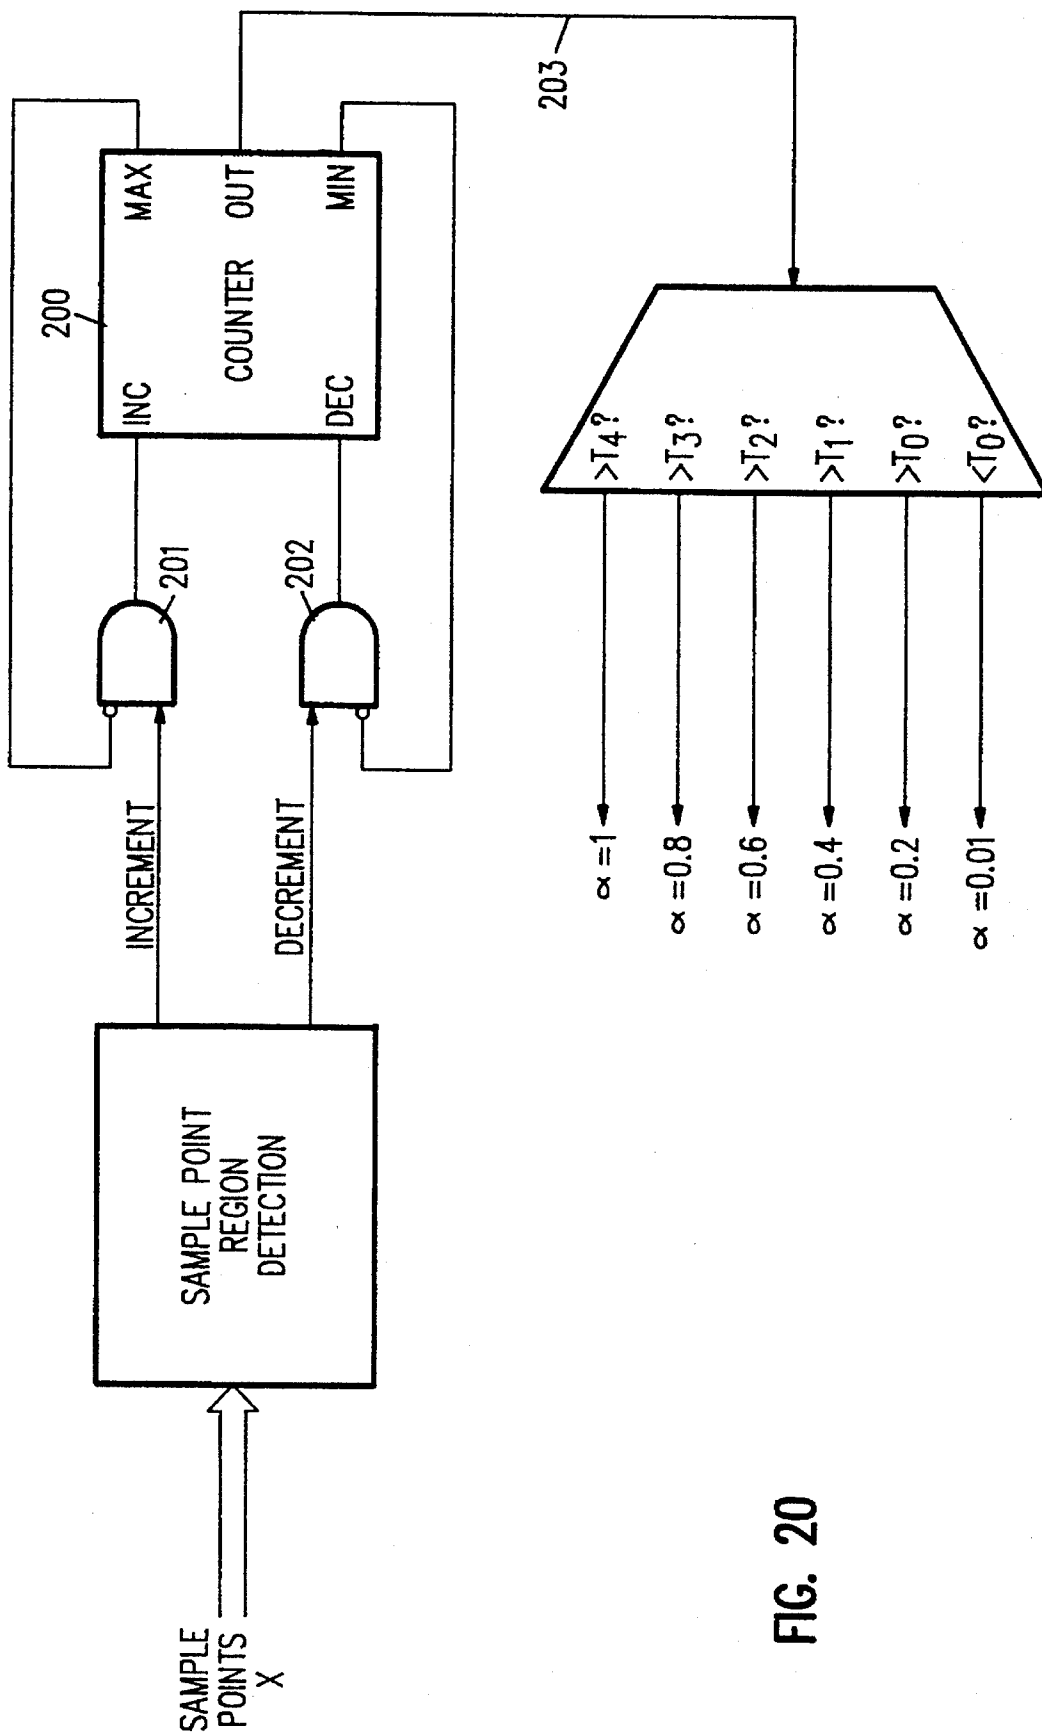 SAMPLE
POINTS
X
SAMPLE POINT
REGION
DETECTION
INCREMENT
DECREMENT
201
202
200
INC
DEC
COUNTER
MAX
OUT
MIN
203
>T4?
>T3?
>T2?
>T1?
>T0?
<T0?
α =1
α =0.8
α =0.6
α =0.4
α =0.2
α =0.01
FIG. 20